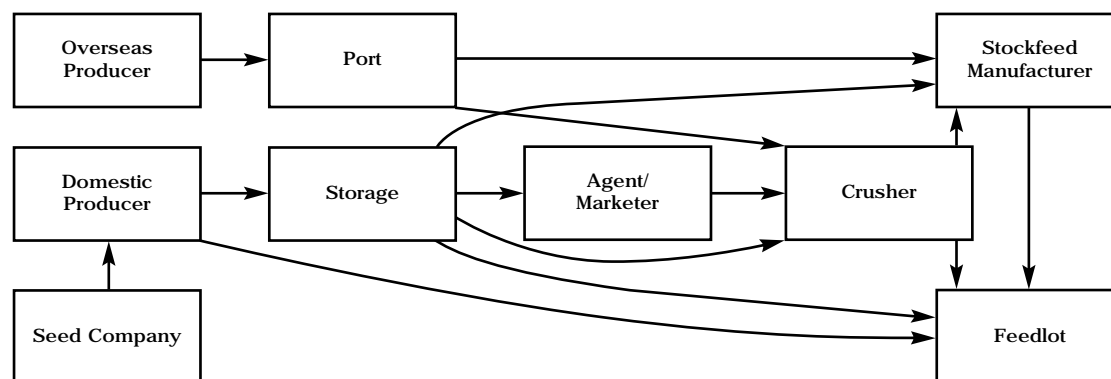 Overseas
Producer
Port
Stockfeed
Manufacturer
Domestic
Producer
Storage
Agent/
Marketer
Crusher
Seed Company
Feedlot